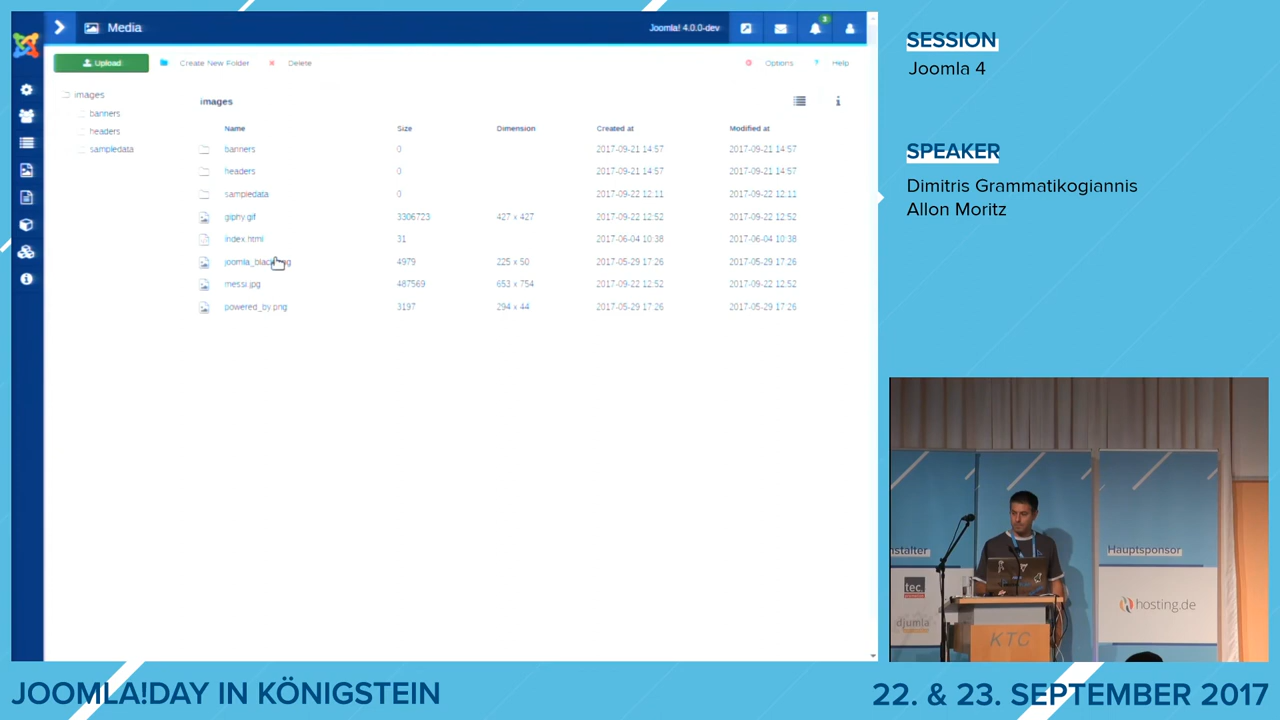 Media
Joomla! 4.0.0-dev
3
Upload
Create New Folder
Delete
Options
Help
images
banners
headers
sampledata
images
Name Size Dimension Created at Modified at
banners 0 2017-09-21 14:57 2017-09-21 14:57
headers 0 2017-09-21 14:57 2017-09-21 14:57
sampledata 0 2017-09-22 12:11 2017-09-22 12:11
giphy.gif 3306723 427 x 427 2017-09-22 12:52 2017-09-22 12:52
index.html 31 2017-06-04 10:38 2017-06-04 10:38
4979 225 x 50 2017-05-29 17:26 2017-05-29 17:26
messi.jpg 487569 653 x 754 2017-09-22 12:52 2017-09-22 12:52
powered_by.png 3197 294 x 44 2017-05-29 17:26 2017-05-29 17:26
SESSION
Joomla 4
SPEAKER
Dimitris Grammatikogiannis
Allon Moritz
nstalter
Hauptsponsor
tec.
djumla
hosting.de
KTC
JOOMLA!DAY IN KÖNIGSTEIN
22. & 23. SEPTEMBER 2017